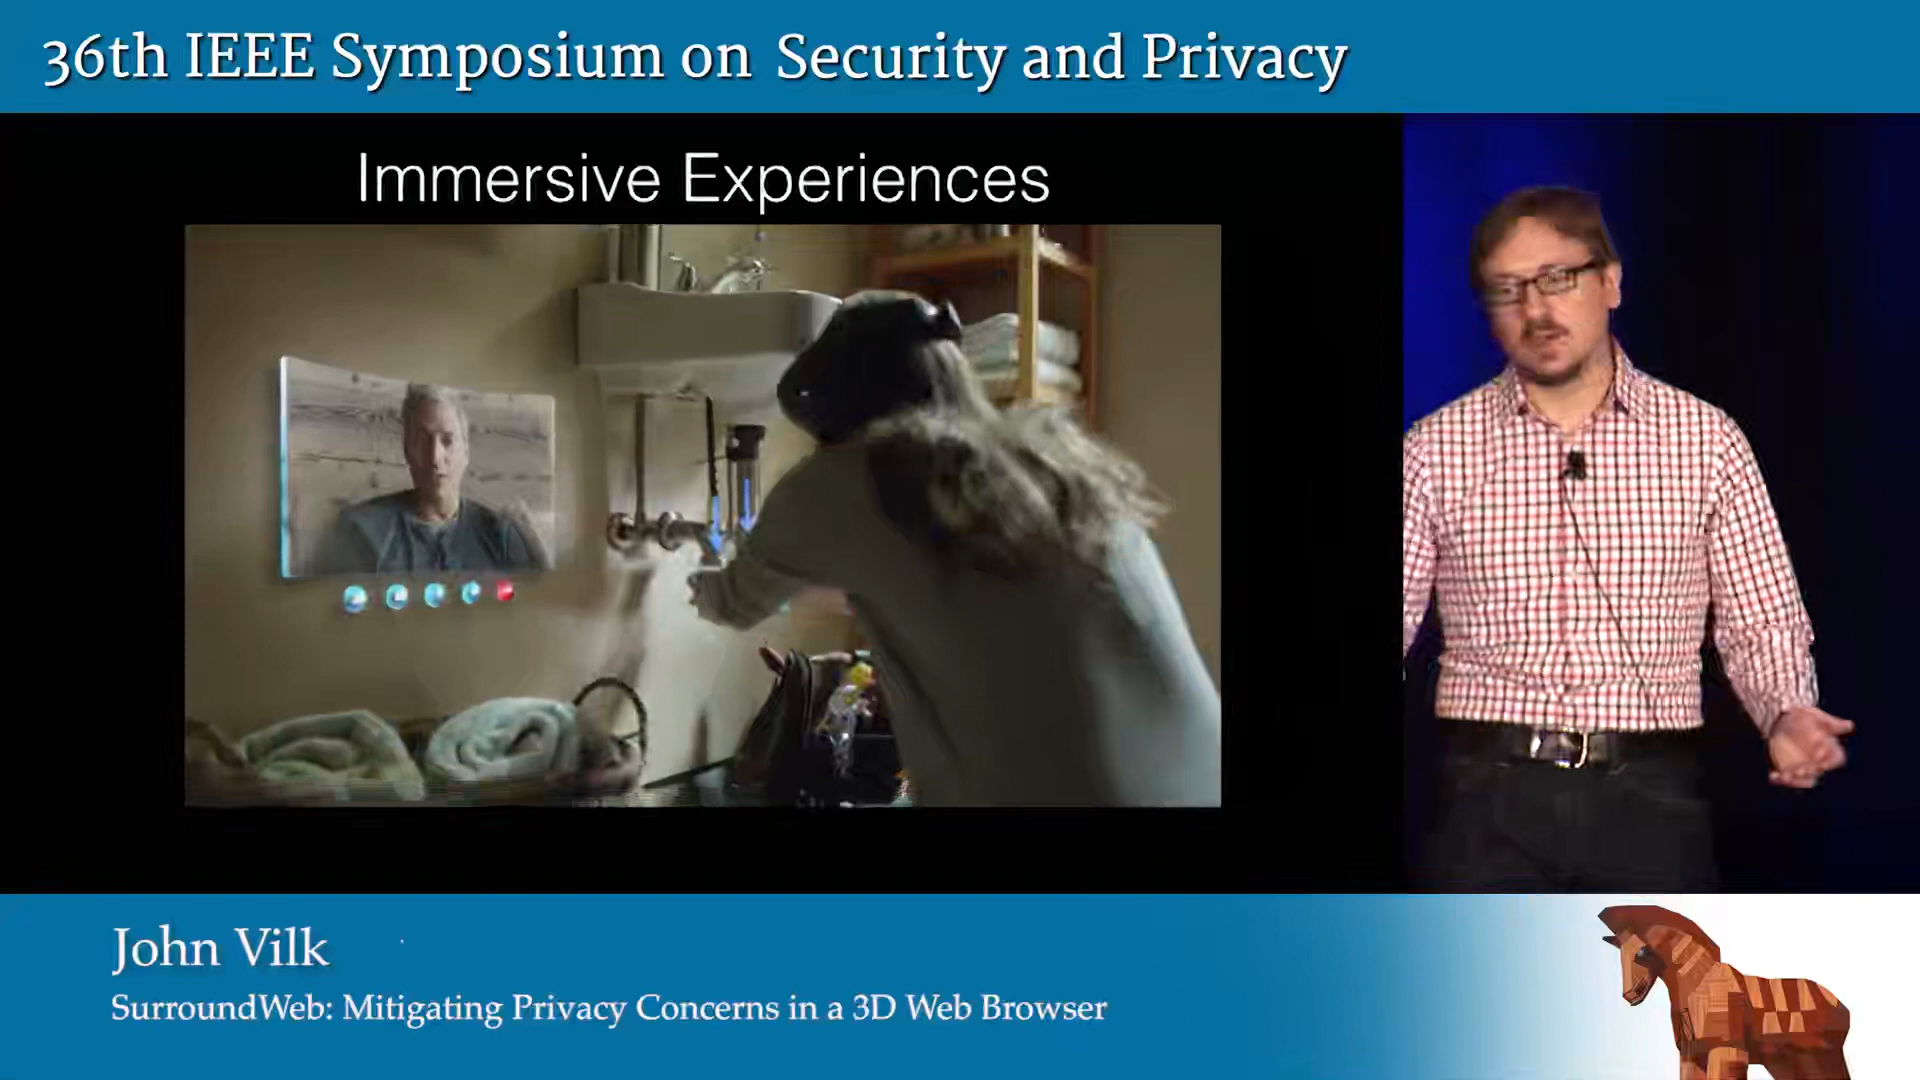 36th IEEE Symposium on Security and Privacy
Immersive Experiences
John Vilk
SurroundWeb: Mitigating Privacy Concerns in a 3D Web Browser